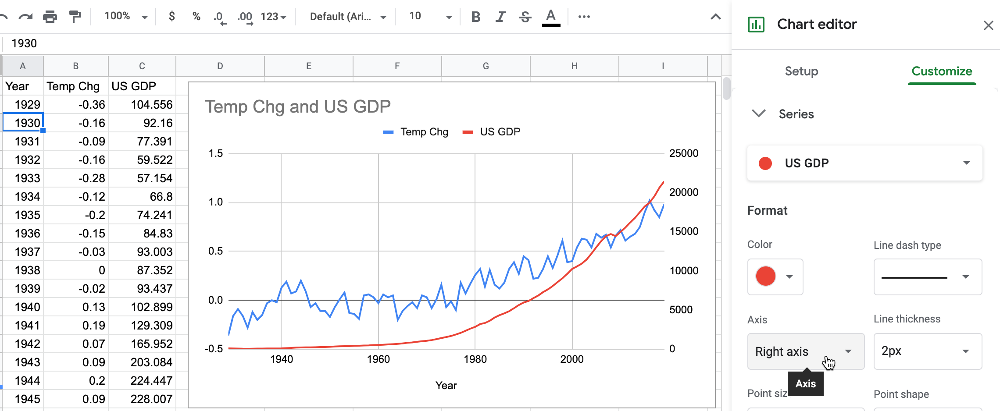 100% $ % .0 .00 123 Default (Ari... 10 B I S A
Chart editor
1930
Setup Customize
A B C D E F G H I
Year Temp Chg US GDP
1929 -0.36 104.556
1930 -0.16 92.16
1931 -0.09 77.391
1932 -0.16 59.522
1933 -0.28 57.154
1934 -0.12 66.8
1935 -0.2 74.241
1936 -0.15 84.83
1937 -0.03 93.003
1938 0 87.352
1939 -0.02 93.437
1940 0.13 102.899
1941 0.19 129.309
1942 0.07 165.952
1943 0.09 203.084
1944 0.2 224.447
1945 0.09 228.007
Temp Chg and US GDP
Temp Chg US GDP
1.5 25000
20000
1.0
15000
0.5
10000
0.0
5000
-0.5 0
1940 1960 1980 2000
Year
Series
US GDP
Format
Color Line dash type
Axis Line thickness
Right axis 2px
Axis
Point siz Point shape